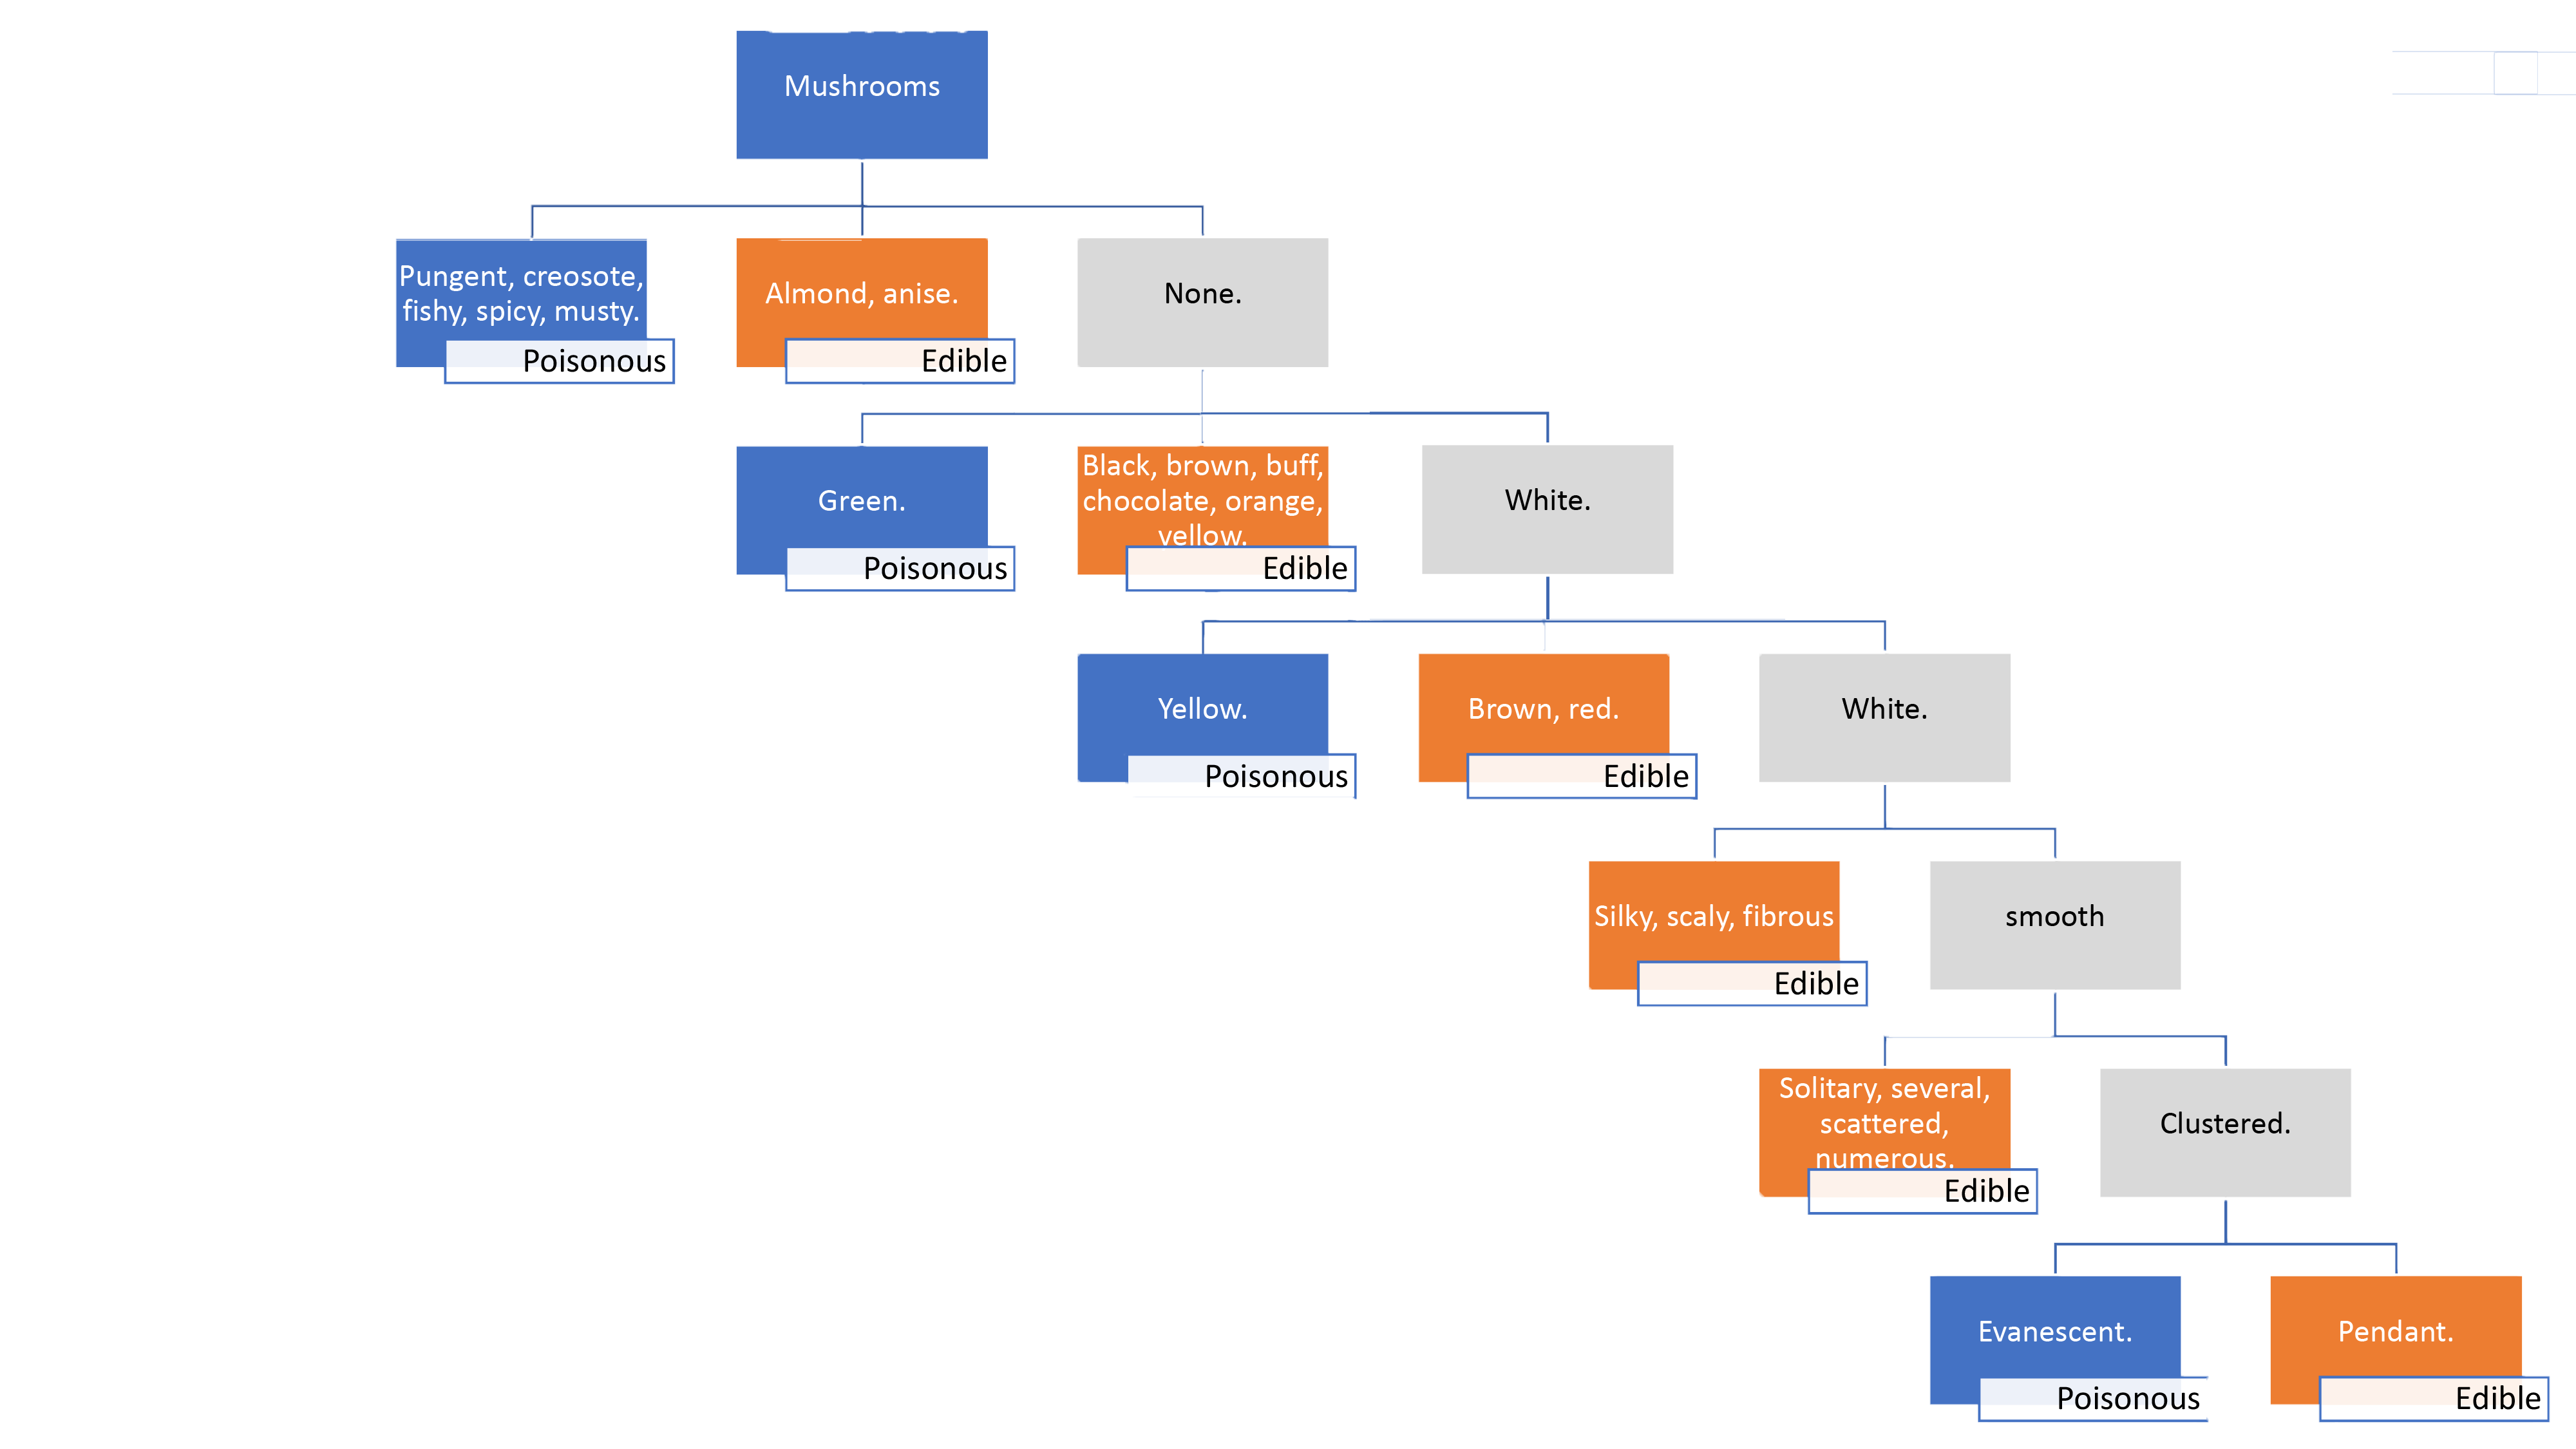 Mushrooms
Pungent, creosote,
fishy, spicy, musty.
Poisonous
Almond, anise.
Edible
None.
Green.
Poisonous
Black, brown, buff,
chocolate, orange,
yellow.
Edible
White.
Yellow.
Poisonous
Brown, red.
Edible
White.
Silky, scaly, fibrous
Edible
smooth
Solitary, several,
scattered,
numerous.
Edible
Clustered.
Evanescent.
Poisonous
Pendant.
Edible